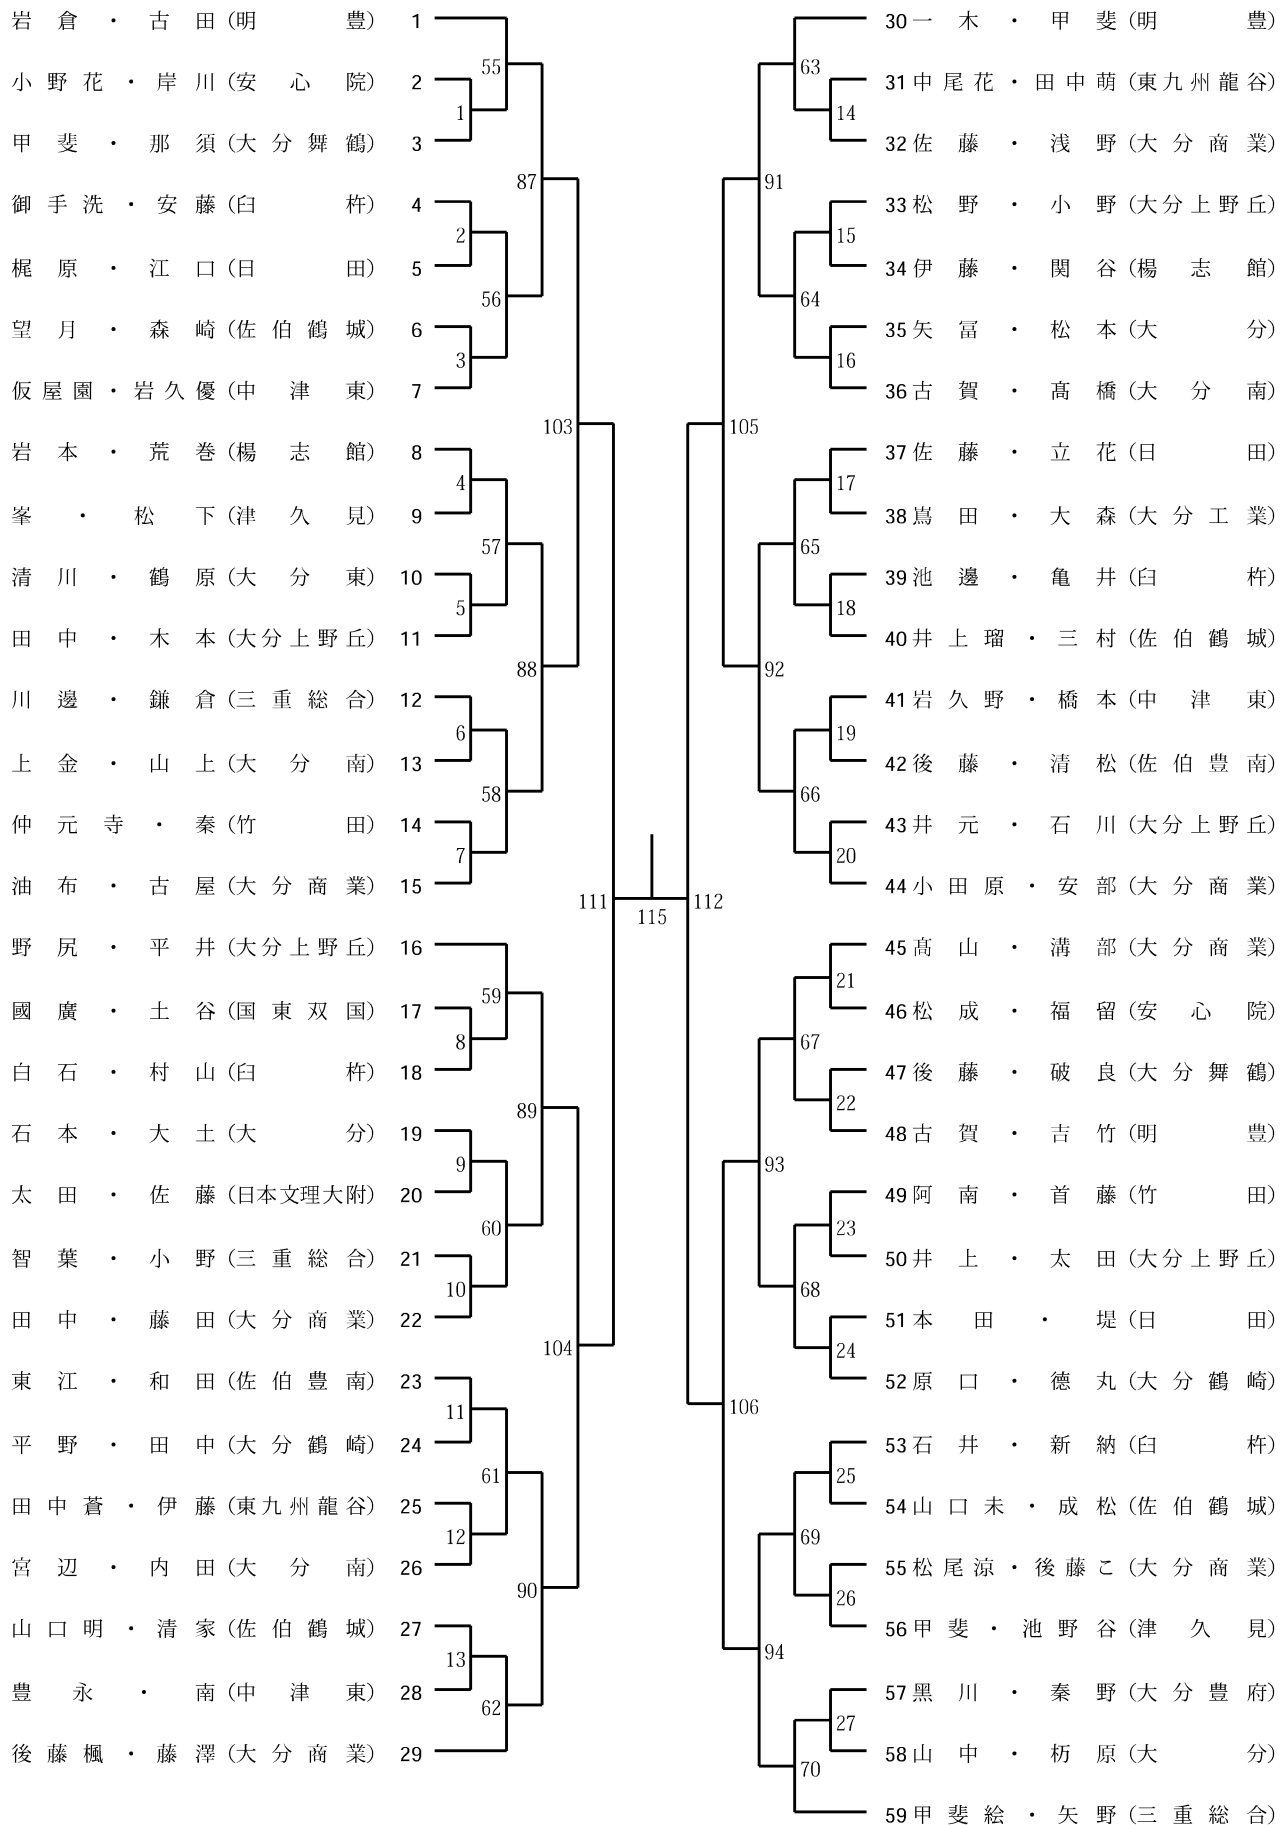 岩倉・古田(明豊) 1
55
小野花・岸川(安心院) 2
1
甲斐・那須(大分舞鶴) 3
87
御手洗・安藤(臼杵) 4
2
梶原・江口(日田) 5
56
望月・森崎(佐伯鶴城) 6
3
仮屋園・岩久優(中津東) 7
103
岩本・荒巻(楊志館) 8
4
峯・松下(津久見) 9
57
清川・鶴原(大分東) 10
5
田中・木本(大分上野丘) 11
88
川邊・鎌倉(三重総合) 12
6
上金・山上(大分南) 13
58
仲元寺・秦(竹田) 14
7
油布・古屋(大分商業) 15
111
115
野尻・平井(大分上野丘) 16
59
國廣・土谷(国東双国) 17
8
白石・村山(臼杵) 18
89
石本・大土(大分) 19
9
太田・佐藤(日本文理大附) 20
60
智葉・小野(三重総合) 21
10
田中・藤田(大分商業) 22
104
東江・和田(佐伯豊南) 23
11
平野・田中(大分鶴崎) 24
61
田中蒼・伊藤(東九州龍谷) 25
12
宮辺・内田(大分南) 26
90
山口明・清家(佐伯鶴城) 27
13
豊永・南(中津東) 28
62
後藤楓・藤澤(大分商業) 29
30 一木・甲斐(明豊)
63
31 中尾花・田中萌(東九州龍谷)
14
32 佐藤・浅野(大分商業)
91
33 松野・小野(大分上野丘)
15
34 伊藤・関谷(楊志館)
64
35 矢冨・松本(大分)
16
36 古賀・髙橋(大分南)
105
37 佐藤・立花(日田)
17
38 嶌田・大森(大分工業)
65
39 池邊・亀井(臼杵)
18
40 井上瑠・三村(佐伯鶴城)
92
41 岩久野・橋本(中津東)
19
42 後藤・清松(佐伯豊南)
66
43 井元・石川(大分上野丘)
20
44 小田原・安部(大分商業)
112
45 髙山・溝部(大分商業)
21
46 松成・福留(安心院)
67
47 後藤・破良(大分舞鶴)
22
48 古賀・吉竹(明豊)
93
49 阿南・首藤(竹田)
23
50 井上・太田(大分上野丘)
68
51 本田・堤(日田)
24
52 原口・德丸(大分鶴崎)
106
53 石井・新納(臼杵)
25
54 山口未・成松(佐伯鶴城)
69
55 松尾涼・後藤こ(大分商業)
26
56 甲斐・池野谷(津久見)
94
57 黒川・秦野(大分豊府)
27
58 山中・杤原(大分)
70
59 甲斐絵・矢野(三重総合)